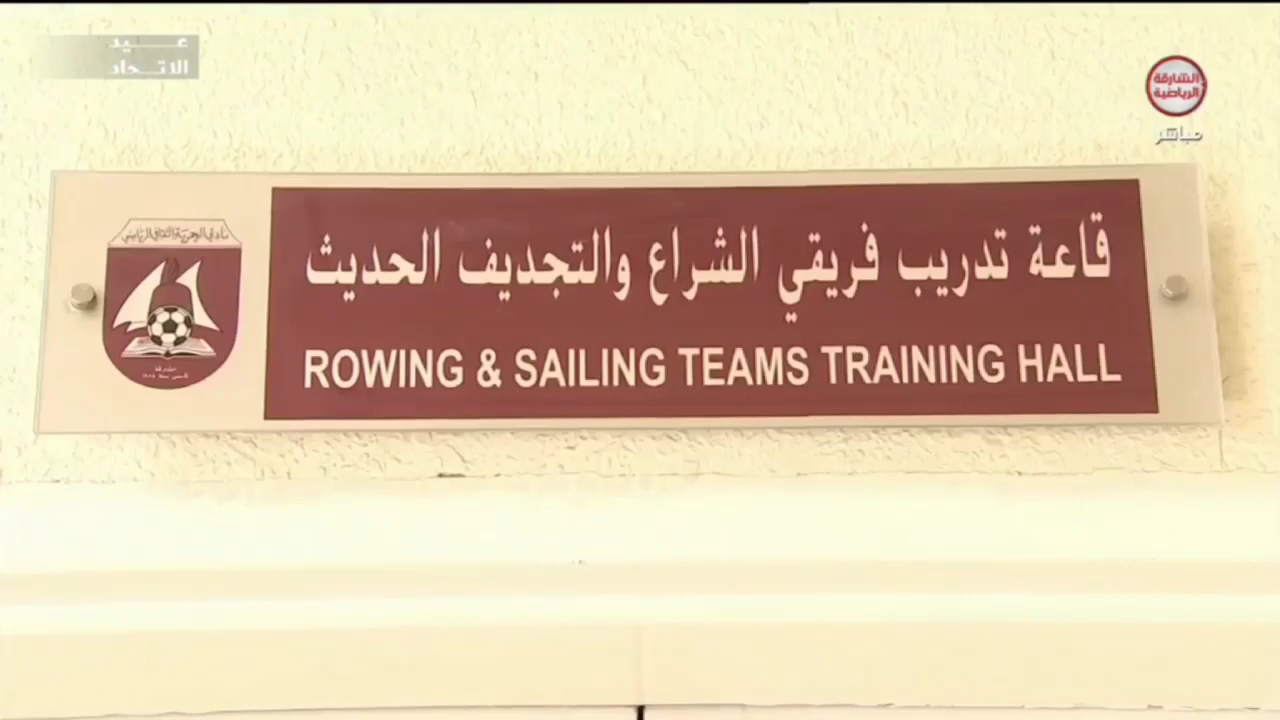 عيد
الاتحاد
الشارقة
الرياضية
مباشر
قاعة تدريب فريقي الشراع والتجديف الحديث
ROWING & SAILING TEAMS TRAINING HALL